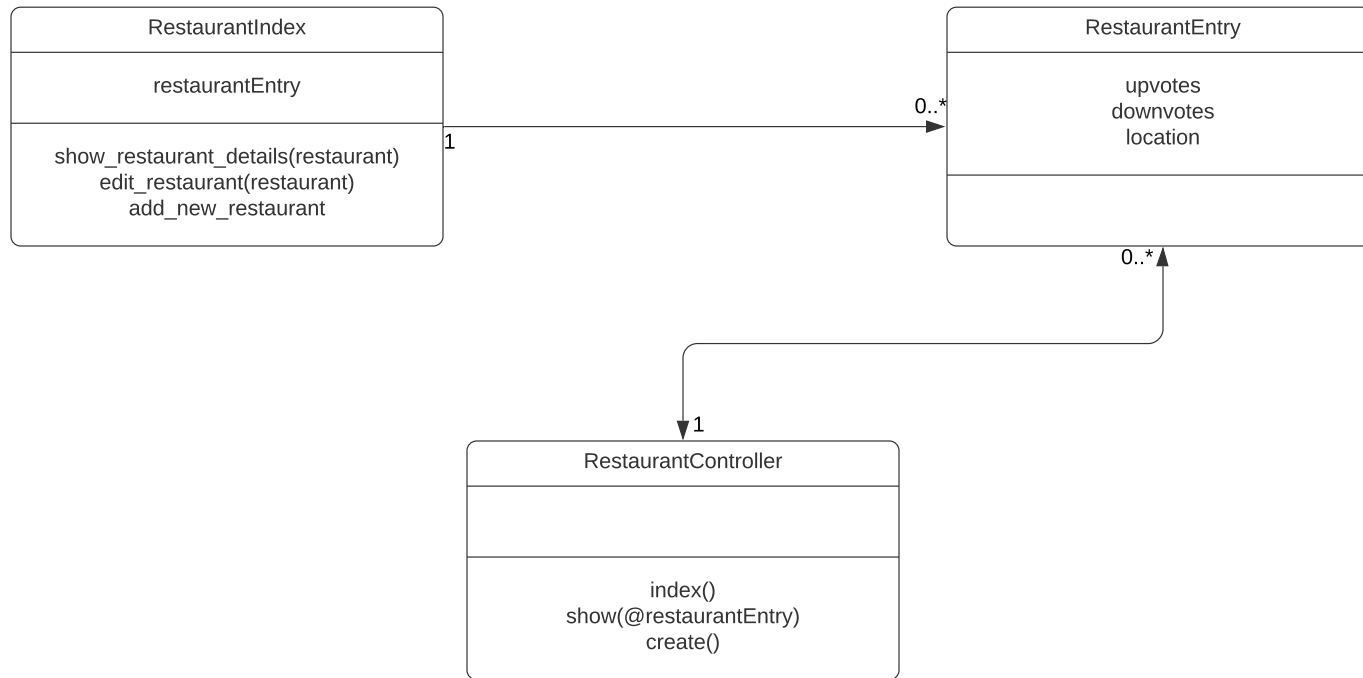 RestaurantIndex
restaurantEntry
show_restaurant_details(restaurant)
edit_restaurant(restaurant)
add_new_restaurant
1
0..*
RestaurantEntry
upvotes
downvotes
location
0..*
1
RestaurantController
index()
show(@restaurantEntry)
create()